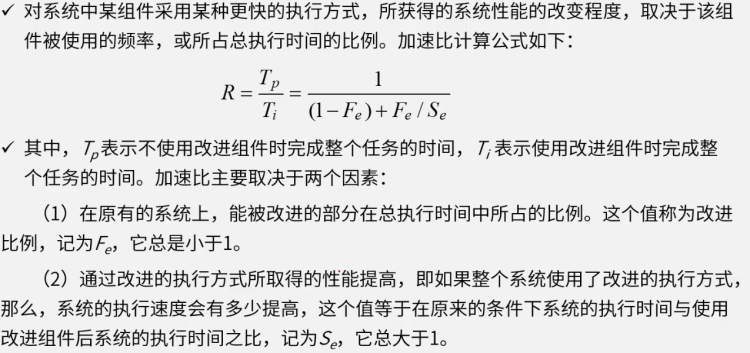 ✓ 对系统中某组件采用某种更快的执行方式，所获得的系统性能的改变程度，取决于该组
件被使用的频率，或所占总执行时间的比例。加速比计算公式如下：
R = Tₚ / Tᵢ = 1 / ((1−Fₑ)+Fₑ/Sₑ)
✓ 其中，Tₚ表示不使用改进组件时完成整个任务的时间，Tᵢ表示使用改进组件时完成整
个任务的时间。加速比主要取决于两个因素：
（1）在原有的系统上，能被改进的部分在总执行时间中所占的比例。这个值称为改进
比例，记为Fₑ，它总是小于1。
（2）通过改进的执行方式所取得的性能提高，即如果整个系统使用了改进的执行方式，
那么，系统的执行速度会有多少提高，这个值等于在原来的条件下系统的执行时间与使用
改进组件后系统的执行时间之比，记为Sₑ，它总大于1。